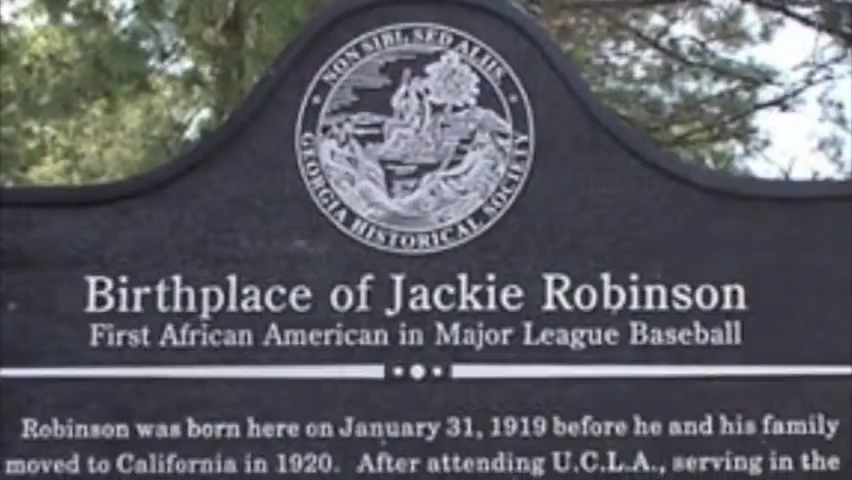 NON SIBI, SED ALIIS.
GEORGIA HISTORICAL SOCIETY
Birthplace of Jackie Robinson
First African American in Major League Baseball
Robinson was born here on January 31, 1919 before he and his family
moved to California in 1920. After attending U.C.L.A., serving in the